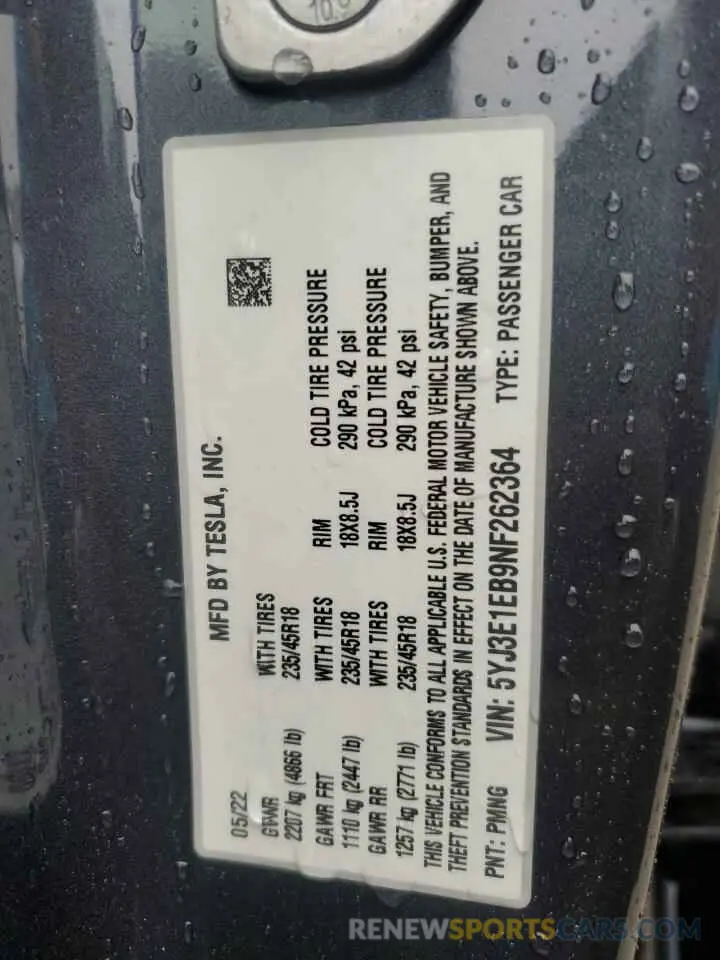 MFD BY TESLA, INC.
05/22
GVWR WITH TIRES
2207 kg (4866 lb) 235/45R18
GAWR FRT WITH TIRES RIM COLD TIRE PRESSURE
1110 kg (2447 lb) 235/45R18 18X8.5J 290 kPa, 42 psi
GAWR RR WITH TIRES RIM COLD TIRE PRESSURE
1257 kg (2771 lb) 235/45R18 18X8.5J 290 kPa, 42 psi
THIS VEHICLE CONFORMS TO ALL APPLICABLE U.S. FEDERAL MOTOR VEHICLE SAFETY, BUMPER, AND
THEFT PREVENTION STANDARDS IN EFFECT ON THE DATE OF MANUFACTURE SHOWN ABOVE.
PNT: PMNG VIN: 5YJ3E1EB9NF262364 TYPE: PASSENGER CAR
RENEWSPORTSCARS.COM